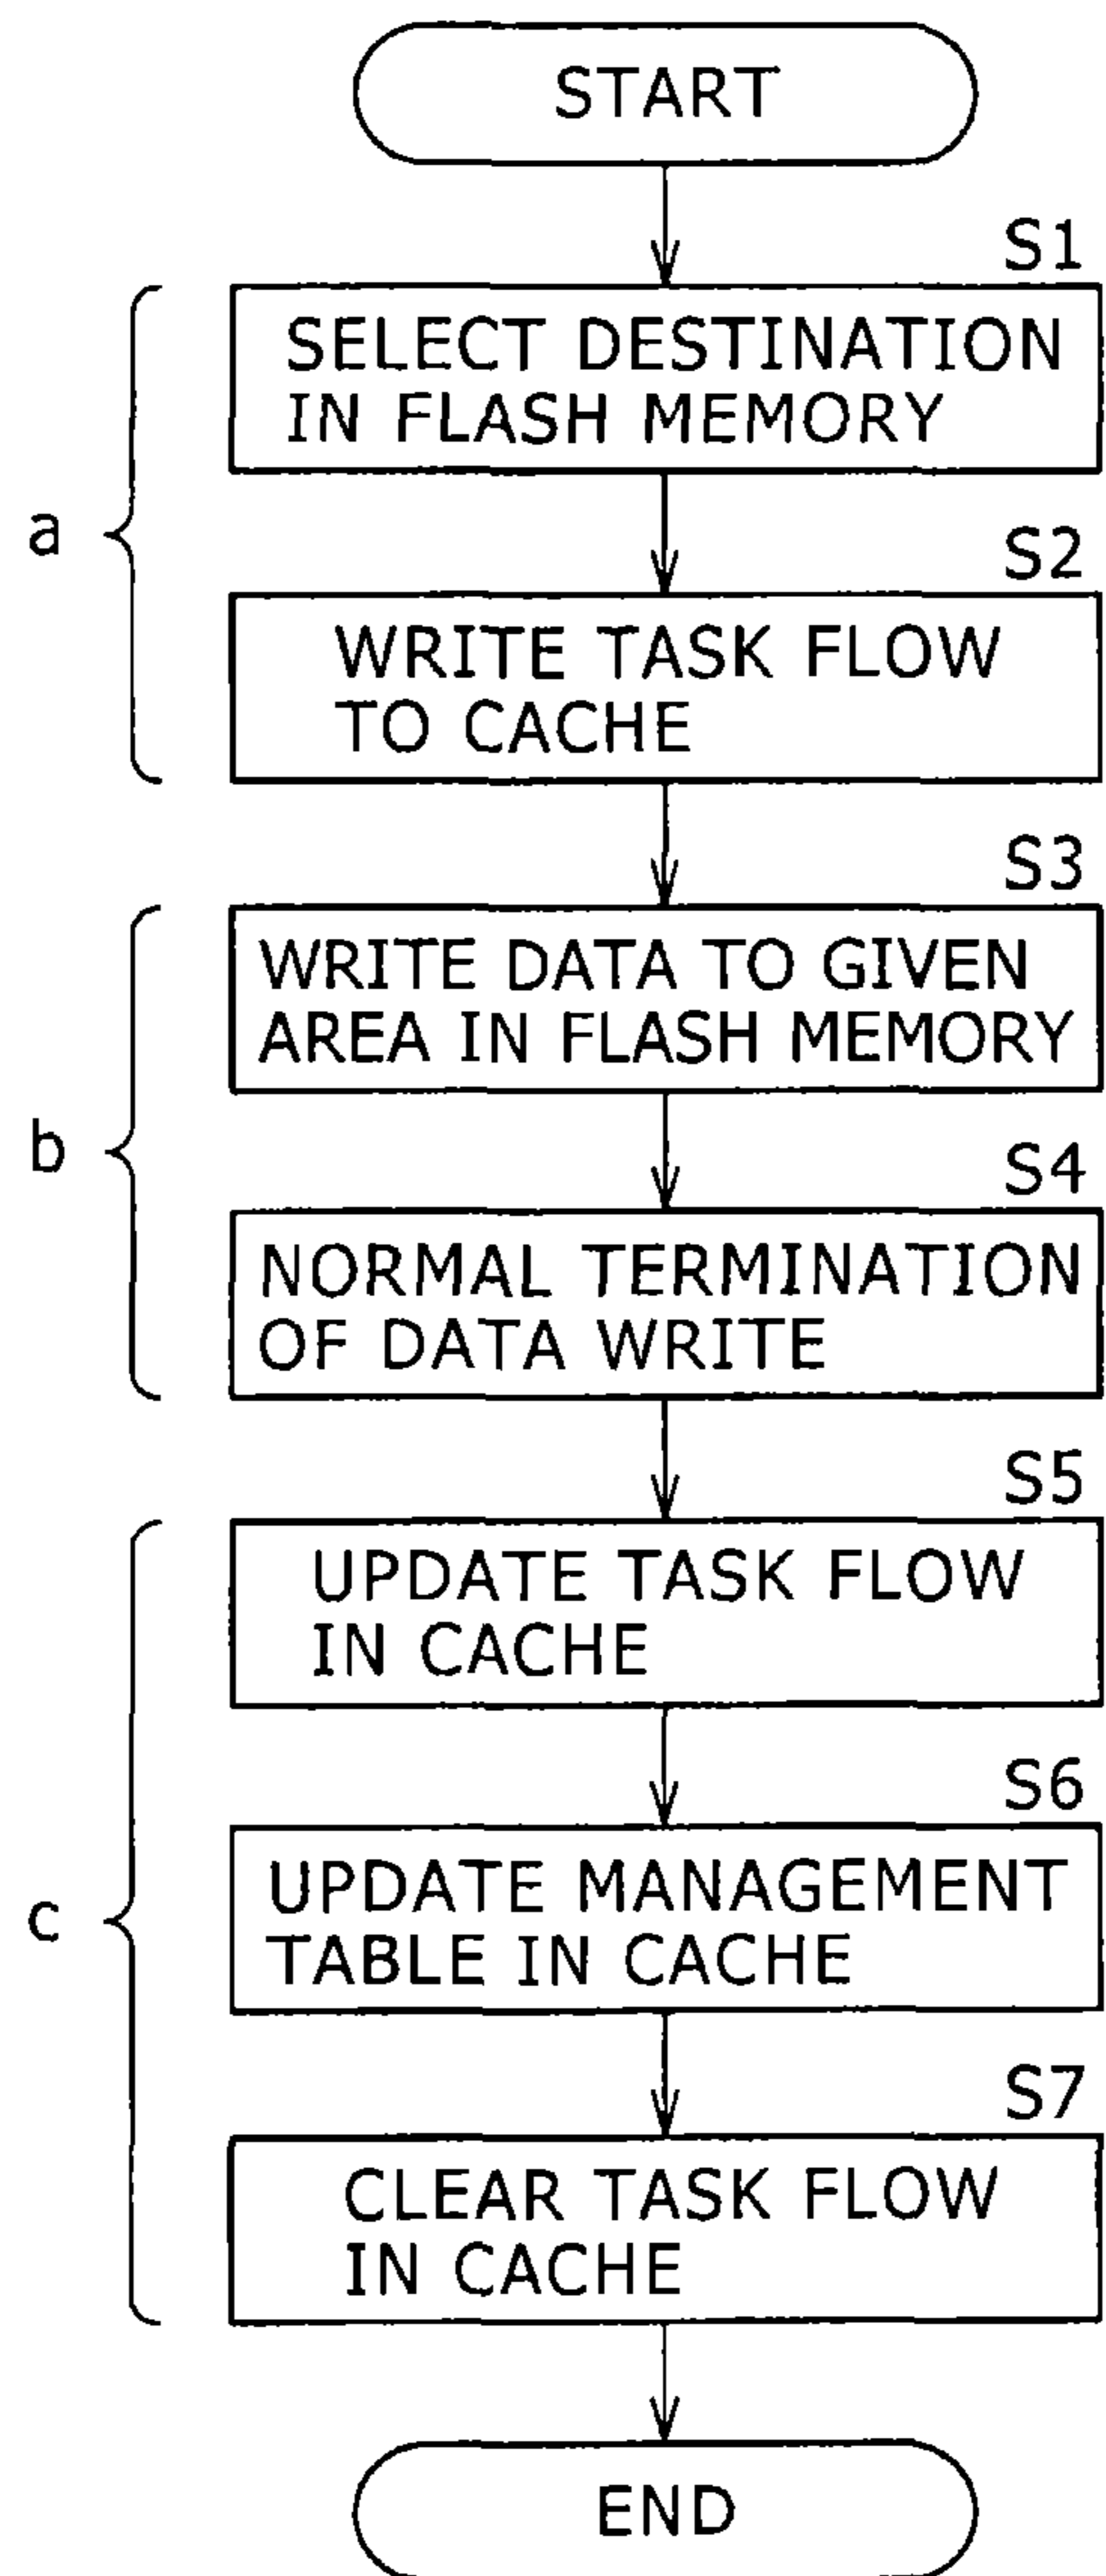 START
S1
SELECT DESTINATION
IN FLASH MEMORY
a
S2
WRITE TASK FLOW
TO CACHE
S3
WRITE DATA TO GIVEN
AREA IN FLASH MEMORY
b
S4
NORMAL TERMINATION
OF DATA WRITE
S5
UPDATE TASK FLOW
IN CACHE
S6
UPDATE MANAGEMENT
TABLE IN CACHE
c
S7
CLEAR TASK FLOW
IN CACHE
END